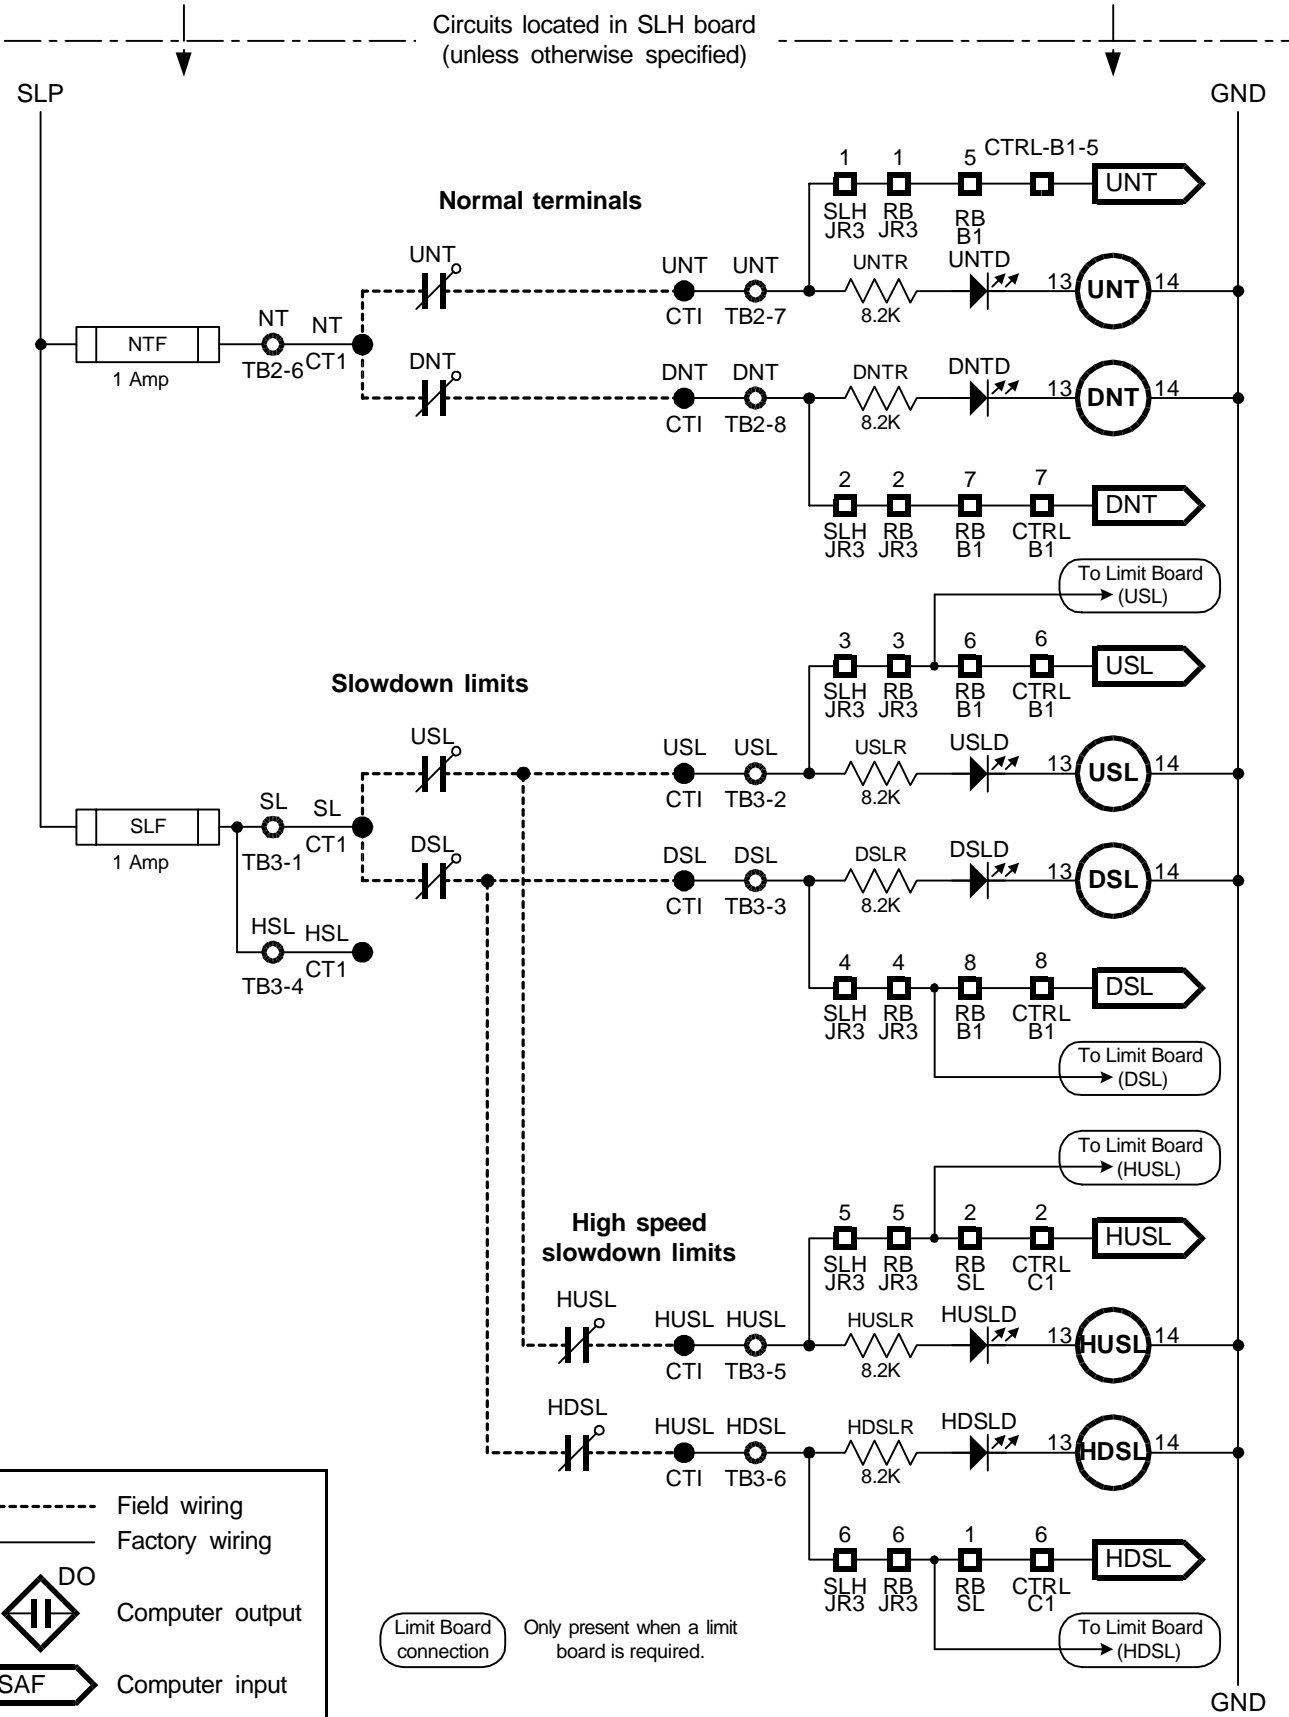 Circuits located in SLH board
(unless otherwise specified)
SLP
GND
1 1 5 CTRL-B1-5
UNT
SLH RB RB
JR3 JR3 B1
Normal terminals
UNT
UNT UNT UNTR UNTD
13 UNT 14
CTI TB2-7 8.2K
NT NT
NTF
1 Amp
TB2-6 CT1
DNT
DNT DNT DNTR DNTD
13 DNT 14
CTI TB2-8 8.2K
2 2 7 7
DNT
SLH RB RB CTRL
JR3 JR3 B1 B1
To Limit Board
(USL)
3 3 6 6
USL
SLH RB RB CTRL
JR3 JR3 B1 B1
Slowdown limits
USL
USL USL USLR USLD
13 USL 14
CTI TB3-2 8.2K
SL SL
SLF
1 Amp
TB3-1 CT1
DSL
DSL DSL DSLR DSLD
13 DSL 14
CTI TB3-3 8.2K
HSL HSL
TB3-4 CT1
4 4 8 8
DSL
SLH RB RB CTRL
JR3 JR3 B1 B1
To Limit Board
(DSL)
To Limit Board
(HUSL)
High speed
slowdown limits
5 5 2 2
HUSL
SLH RB RB CTRL
JR3 JR3 SL C1
HUSL
HUSL HUSL HUSLR HUSLD
13 HUSL 14
CTI TB3-5 8.2K
HDSL
HUSL HDSL HDSLR HDSLD
13 HDSL 14
CTI TB3-6 8.2K
6 6 1 6
HDSL
SLH RB RB CTRL
JR3 JR3 SL C1
To Limit Board
(HDSL)
Field wiring
Factory wiring
DO
Computer output
SAF
Computer input
Limit Board
connection
Only present when a limit
board is required.
GND